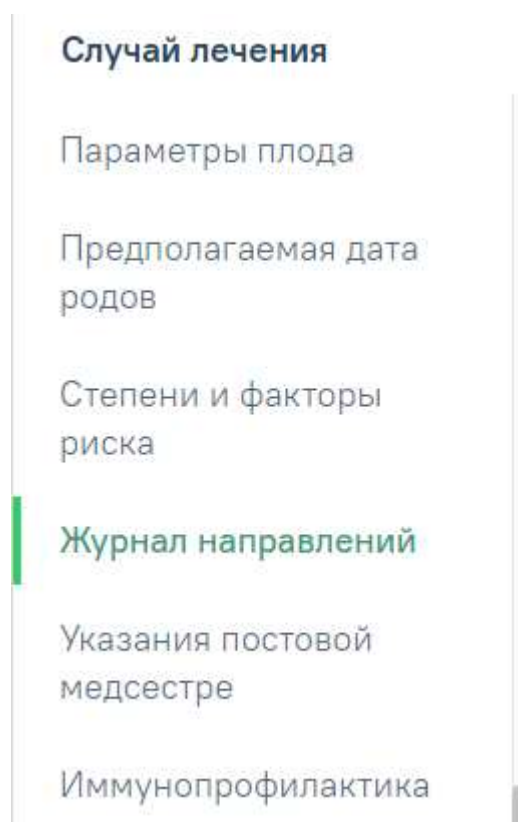 Случай лечения
Параметры плода
Предполагаемая дата
родов
Степени и факторы
риска
Журнал направлений
Указания постовой
медсестре
Иммунопрофилактика